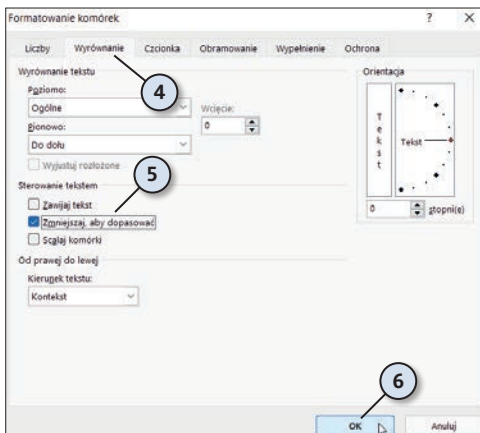 Formatowanie komórek ? X
Liczby Wyrównanie Czcionka Obramowanie Wypełnienie Ochrona
4
Wyrównanie tekstu
Poziomo:
Ogólne
Wcięcie:
0
Pionowo:
Do dołu
Wyjustuj rozłożone
5
Sterowanie tekstem
Zawijaj tekst
Zmniejszaj, aby dopasować
Scalaj komórki
Od prawej do lewej
Kierunek tekstu:
Kontekst
Orientacja
Tekst
Tekst
0 stopni(e)
6
OK Anuluj